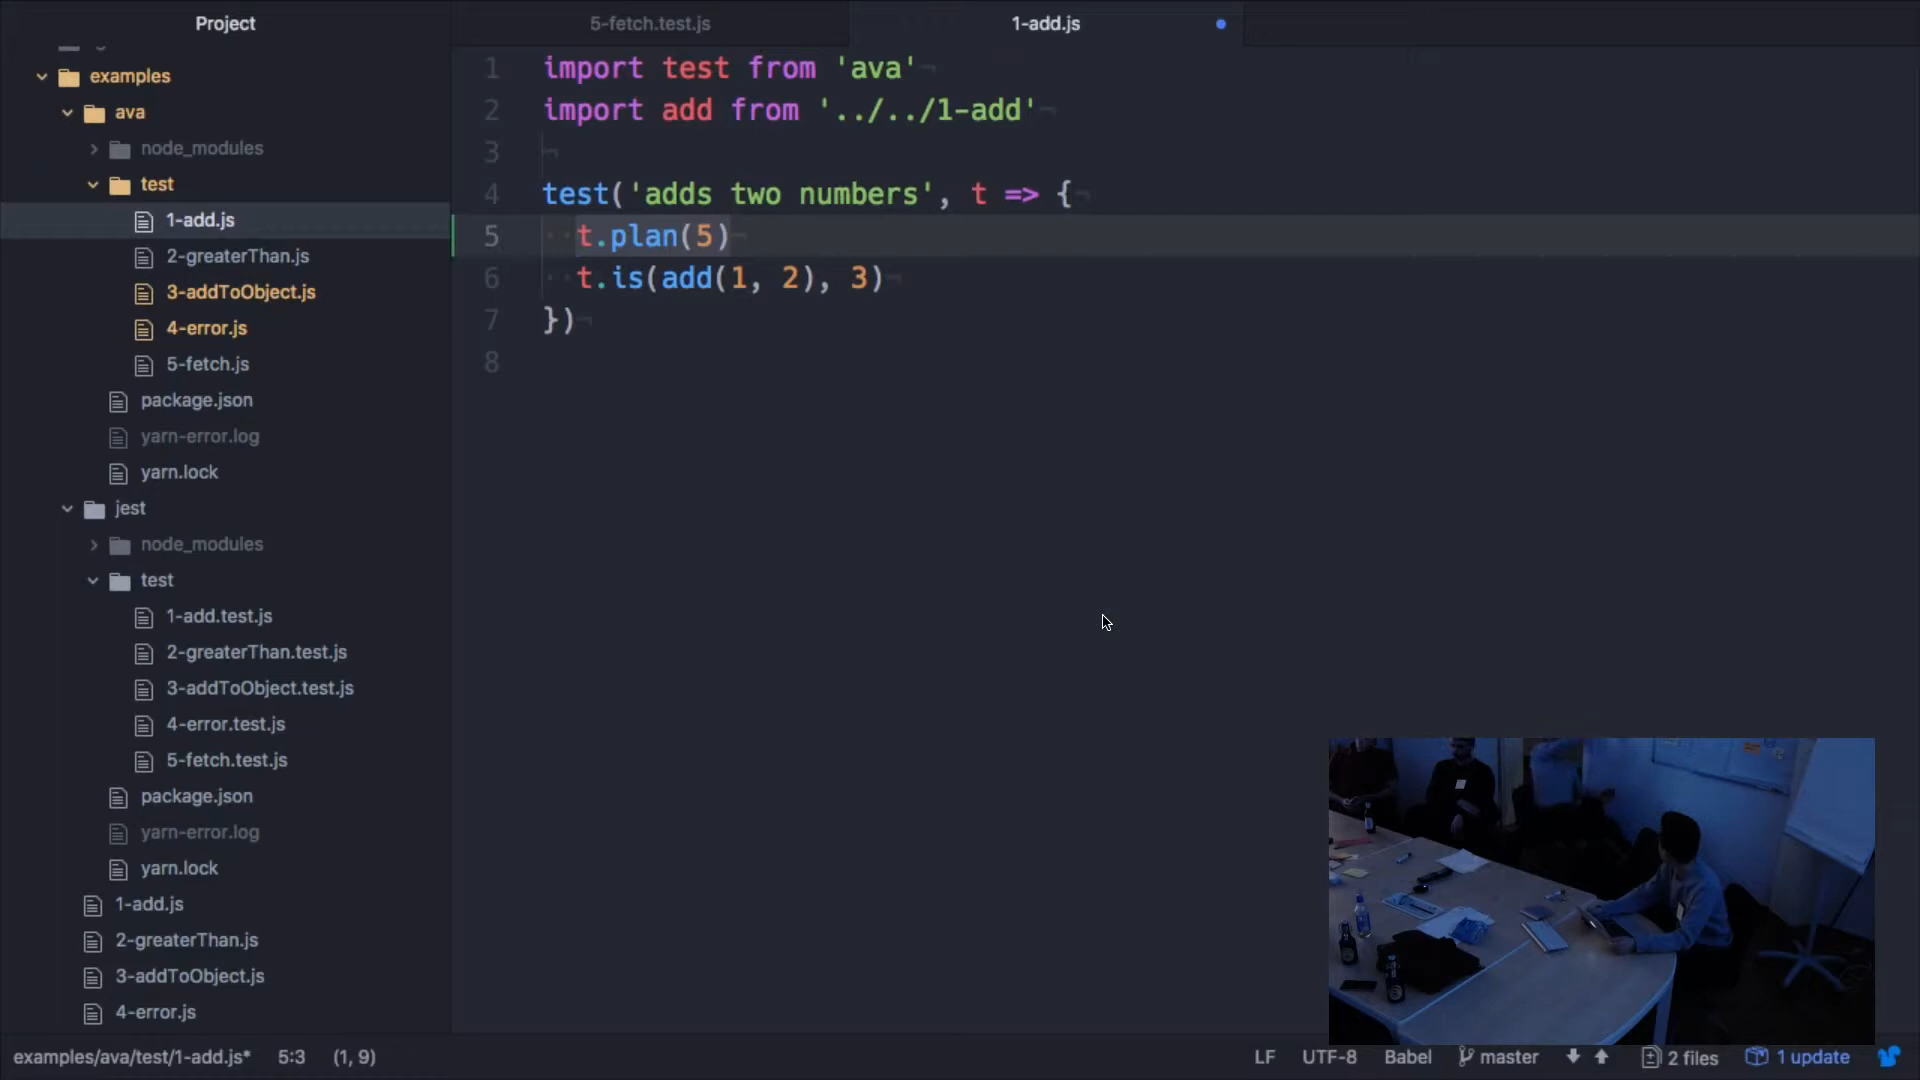 Project
5-fetch.test.js
1-add.js
examples
ava
node_modules
test
1-add.js
2-greaterThan.js
3-addToObject.js
4-error.js
5-fetch.js
package.json
yarn-error.log
yarn.lock
jest
node_modules
test
1-add.test.js
2-greaterThan.test.js
3-addToObject.test.js
4-error.test.js
5-fetch.test.js
package.json
yarn-error.log
yarn.lock
1-add.js
2-greaterThan.js
3-addToObject.js
4-error.js
1 import test from 'ava'¬
2 import add from '../../1-add'¬
3 ¬
4 test('adds two numbers', t => {¬
5 ··t.plan(5)¬
6 ··t.is(add(1, 2), 3)¬
7 })¬
8
examples/ava/test/1-add.js* 5:3 (1, 9) LF UTF-8 Babel master 2 files 1 update